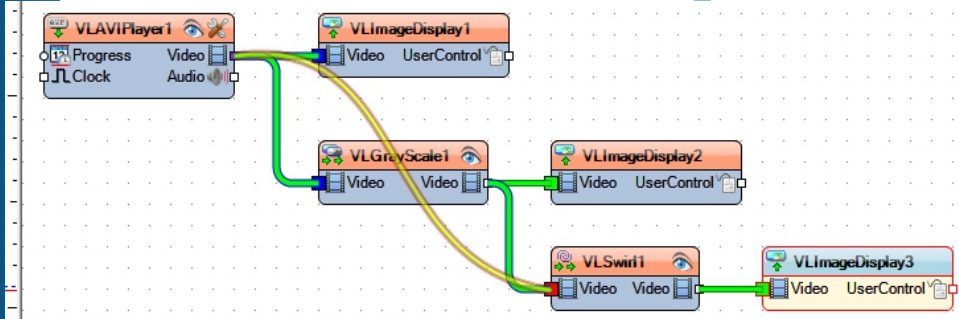 VLAVIPlayer1
Progress Video
Clock Audio
VLImageDisplay1
Video UserControl
VLGrayScale1
Video Video
VLImageDisplay2
Video UserControl
VLSwirl1
Video Video
VLImageDisplay3
Video UserControl